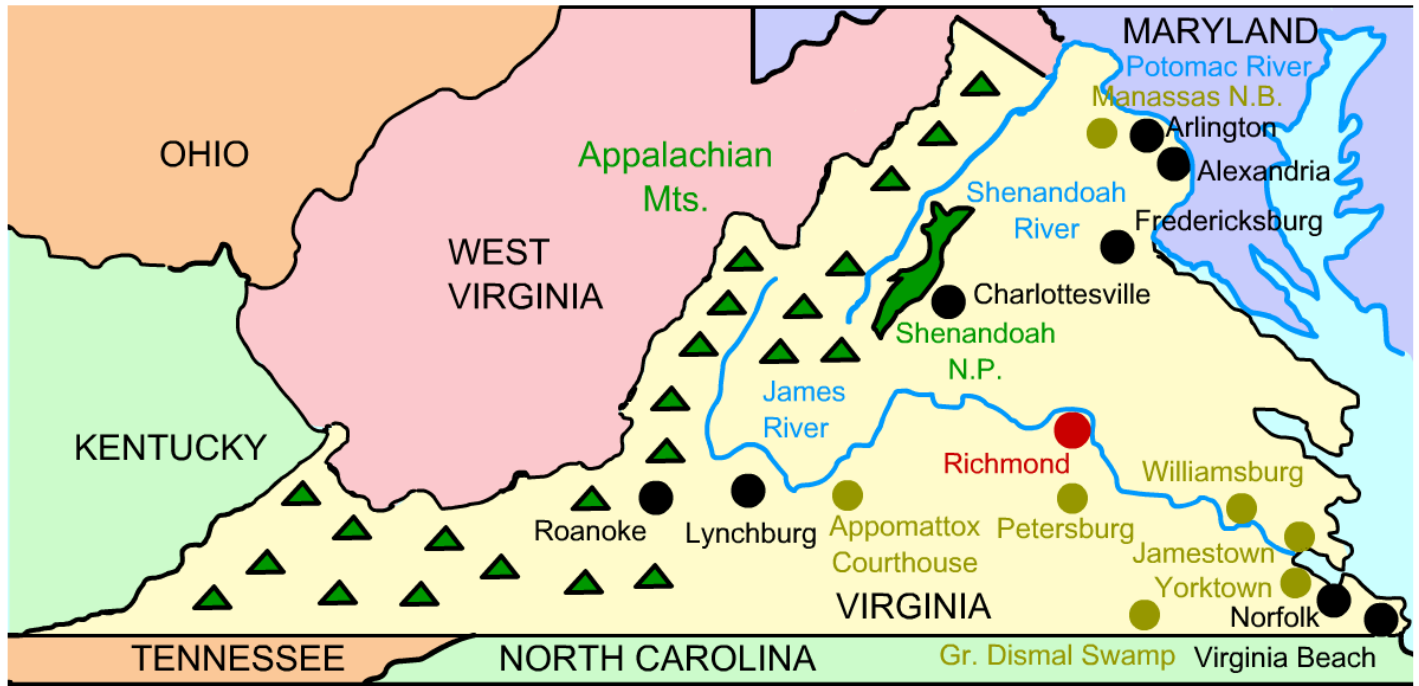 MARYLAND
Potomac River
Manassas N.B.
Arlington
OHIO
Appalachian
Mts.
Alexandria
Shenandoah
River
Fredericksburg
WEST
VIRGINIA
Charlottesville
Shenandoah
N.P.
James
River
KENTUCKY
Richmond
Williamsburg
Roanoke
Lynchburg
Appomattox
Courthouse
Petersburg
Jamestown
Yorktown
VIRGINIA
Norfolk
TENNESSEE
NORTH CAROLINA
Gr. Dismal Swamp
Virginia Beach